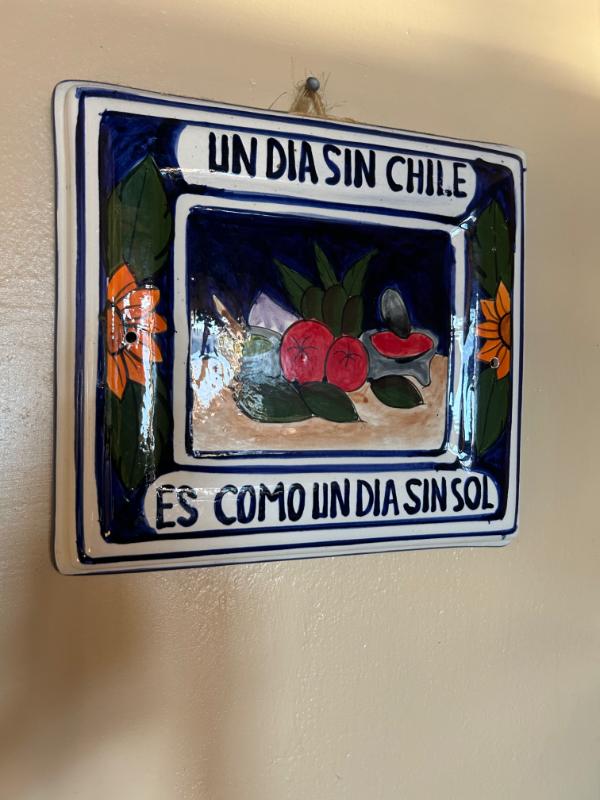 UN DIA SIN CHILE
ES COMO UN DIA SIN SOL